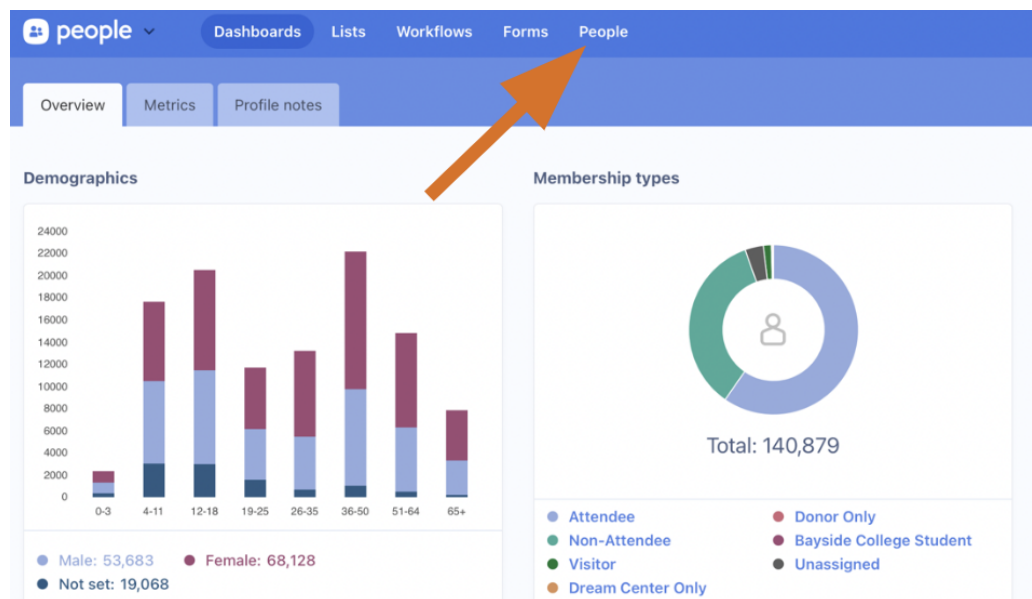 people Dashboards Lists Workflows Forms People
Overview Metrics Profile notes
Demographics
24000
22000
20000
18000
16000
14000
12000
10000
8000
6000
4000
2000
0
0-3 4-11 12-18 19-25 26-35 36-50 51-64 65+
Male: 53,683 Female: 68,128
Not set: 19,068
Membership types
Total: 140,879
Attendee Donor Only
Non-Attendee Bayside College Student
Visitor Unassigned
Dream Center Only